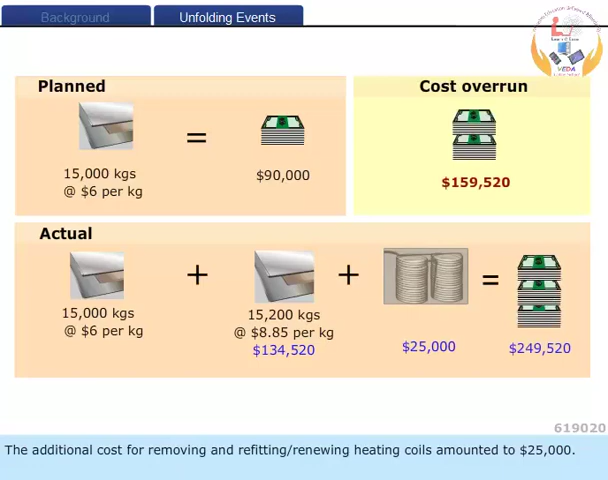 Background
Unfolding Events
Planned
Cost overrun
=
15,000 kgs
@ $6 per kg
$90,000
$159,520
Actual
+
+
=
15,000 kgs
@ $6 per kg
15,200 kgs
@ $8.85 per kg
$134,520
$25,000
$249,520
VEDA
619020
The additional cost for removing and refitting/renewing heating coils amounted to $25,000.